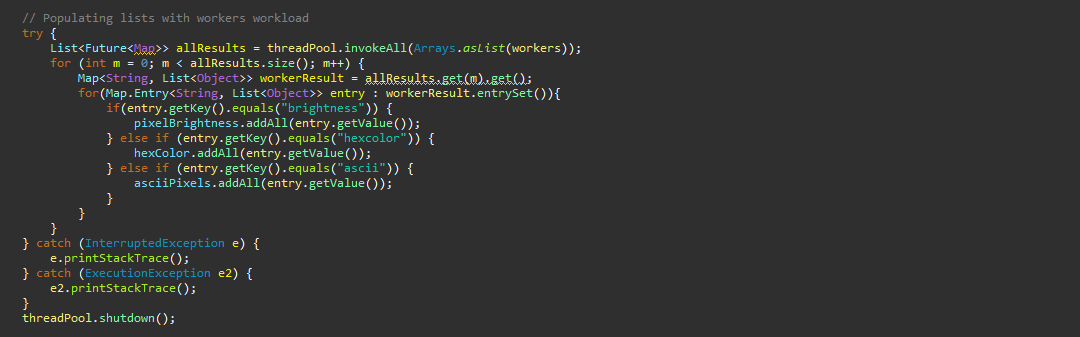 // Populating lists with workers workload
try {
List<Future<Map>> allResults = threadPool.invokeAll(Arrays.asList(workers));
for (int m = 0; m < allResults.size(); m++) {
Map<String, List<Object>> workerResult = allResults.get(m).get();
for(Map.Entry<String, List<Object>> entry : workerResult.entrySet()){
if(entry.getKey().equals("brightness")) {
pixelBrightness.addAll(entry.getValue());
} else if (entry.getKey().equals("hexcolor")) {
hexColor.addAll(entry.getValue());
} else if (entry.getKey().equals("ascii")) {
asciiPixels.addAll(entry.getValue());
}
}
}
} catch (InterruptedException e) {
e.printStackTrace();
} catch (ExecutionException e2) {
e2.printStackTrace();
}
threadPool.shutdown();